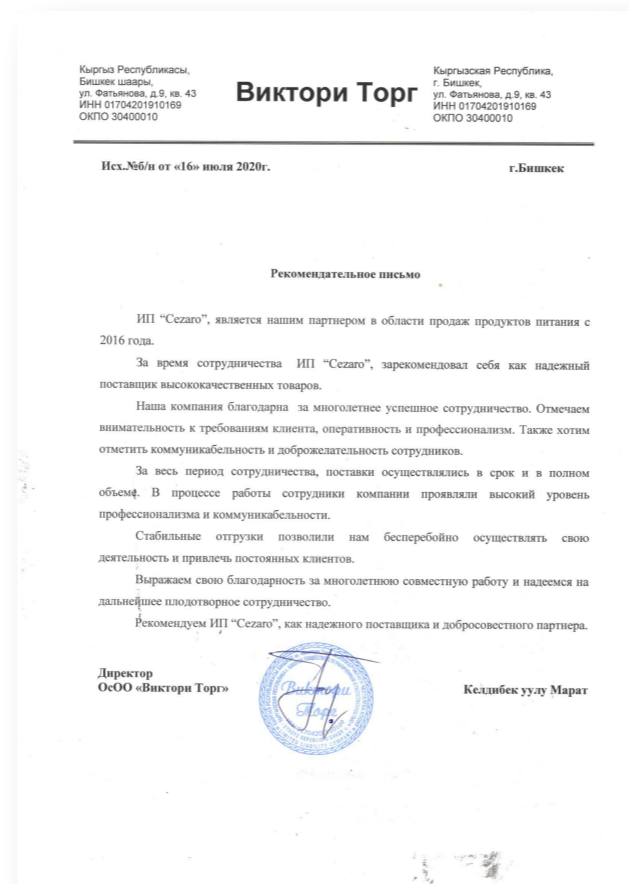 Кыргыз Республикасы,
Бишкек шаары,
ул. Фатьянова, д.9, кв. 43
ИНН 01704201910169
ОКПО 30400010
Виктори Торг
Кыргызская Республика,
г. Бишкек,
ул. Фатьянова, д.9, кв. 43
ИНН 01704201910169
ОКПО 30400010
Исх.№б/н от «16» июля 2020г.
г.Бишкек
Рекомендательное письмо
ИП “Cezaro”, является нашим партнером в области продаж продуктов питания с
2016 года.
За время сотрудничества ИП “Cezaro”, зарекомендовал себя как надежный
поставщик высококачественных товаров.
Наша компания благодарна за многолетнее успешное сотрудничество. Отмечаем
внимательность к требованиям клиента, оперативность и профессионализм. Также хотим
отметить коммуникабельность и доброжелательность сотрудников.
За весь период сотрудничества, поставки осуществлялись в срок и в полном
объеме. В процессе работы сотрудники компании проявляли высокий уровень
профессионализма и коммуникабельности.
Стабильные отгрузки позволили нам бесперебойно осуществлять свою
деятельность и привлечь постоянных клиентов.
Выражаем свою благодарность за многолетнюю совместную работу и надеемся на
дальнейшее плодотворное сотрудничество.
Рекомендуем ИП “Cezaro”, как надежного поставщика и добросовестного партнера.
Директор
ОсОО «Виктори Торг»
Виктори
Торг
Келдибек уулу Марат